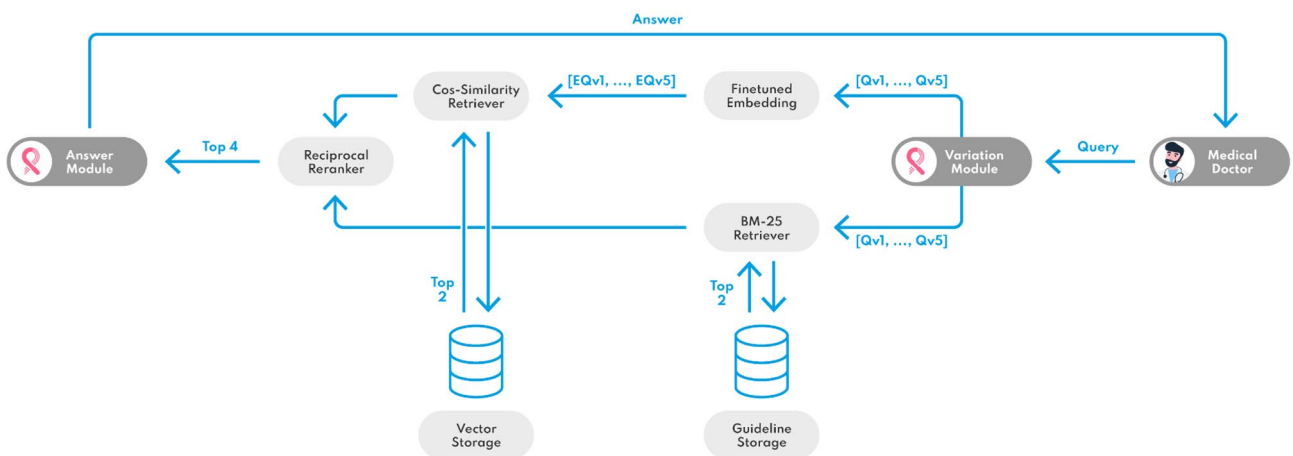 Answer
Cos-Similarity
Retriever
[EQv1, ..., EQv5]
Finetuned
Embedding
[Qv1, ..., Qv5]
Answer
Module
Top 4
Reciprocal
Reranker
Variation
Module
Query
Medical
Doctor
BM-25
Retriever
[Qv1, ..., Qv5]
Top
2
Top
2
Vector
Storage
Guideline
Storage